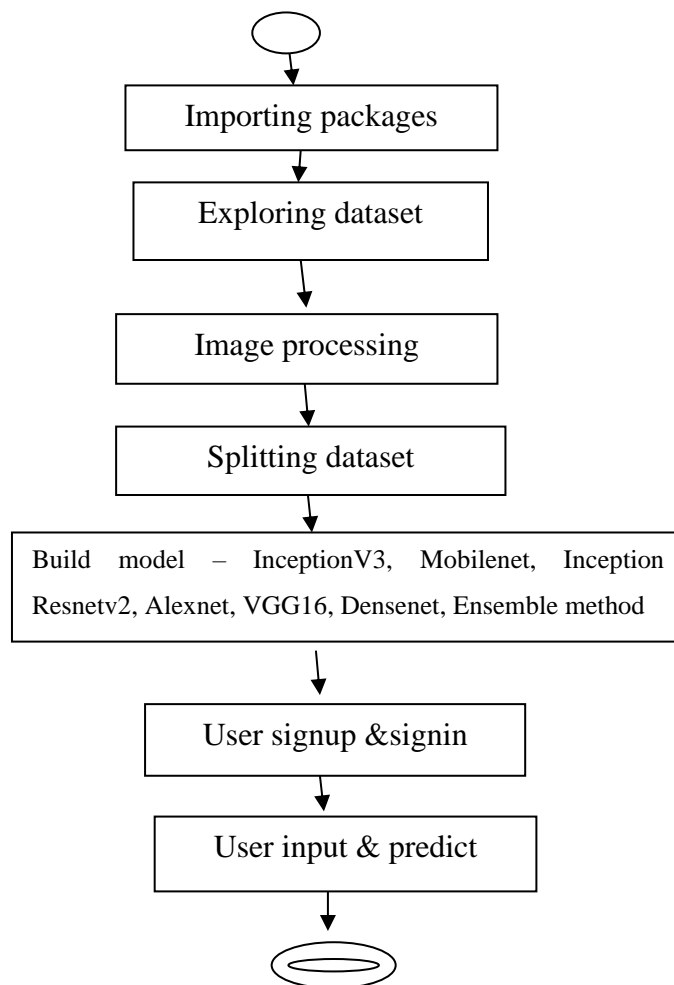 Importing packages
Exploring dataset
Image processing
Splitting dataset
Build model – InceptionV3, Mobilenet, Inception
Resnetv2, Alexnet, VGG16, Densenet, Ensemble method
User signup &signin
User input & predict